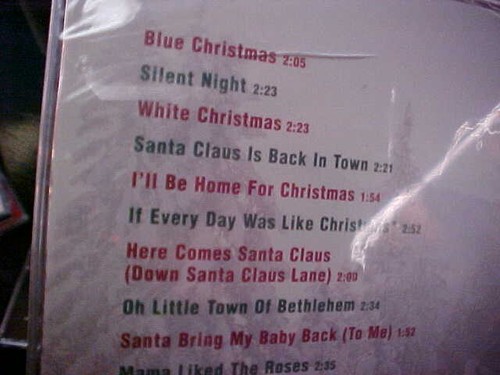 Blue Christmas 2:05
Silent Night 2:23
White Christmas 2:23
Santa Claus Is Back In Town 2:21
I'll Be Home For Christmas 1:54
If Every Day Was Like Christmas* 2:52
Here Comes Santa Claus
(Down Santa Claus Lane) 2:00
Oh Little Town Of Bethlehem 2:34
Santa Bring My Baby Back (To Me) 1:52
Mama Liked The Roses 2:35